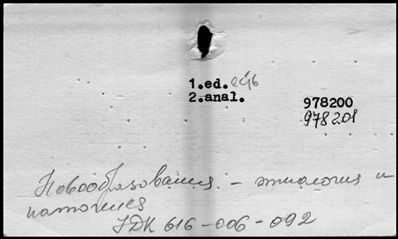 1.ed.
2.anal.
978200
978201
Новообразования – этиология и
патогенез
УДК 616-006-092